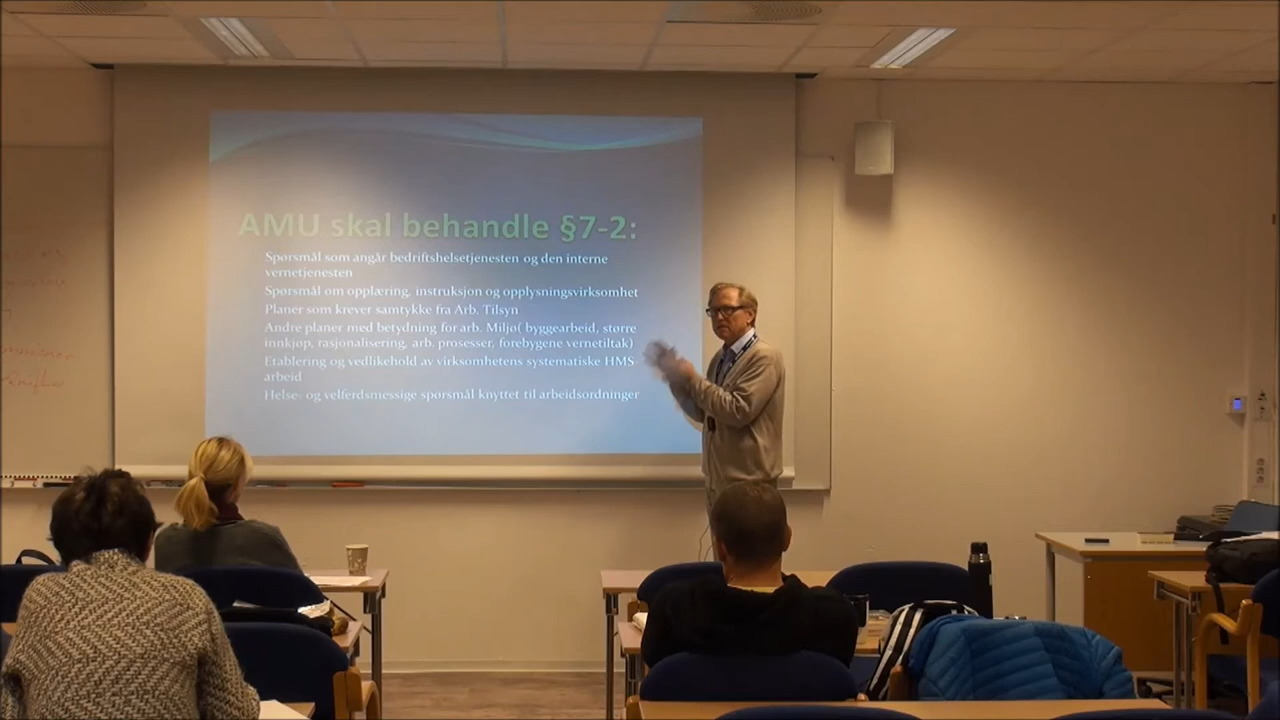 AMU skal behandle §7-2:
Spørsmål som angår bedriftshelsetjenesten og den interne
vernetjenesten
Spørsmål om opplæring, instruksjon og opplysningsvirksomhet
Planer som krever samtykke fra Arb. Tilsyn
Andre planer med betydning for arb. Miljø( byggearbeid, større
innkjøp, rasjonalisering, arb. prosesser, forebygene vernetiltak)
Etablering og vedlikehold av virksomhetens systematiske HMS
arbeid
Helse- og velferdsmessige spørsmål knyttet til arbeidsordninger